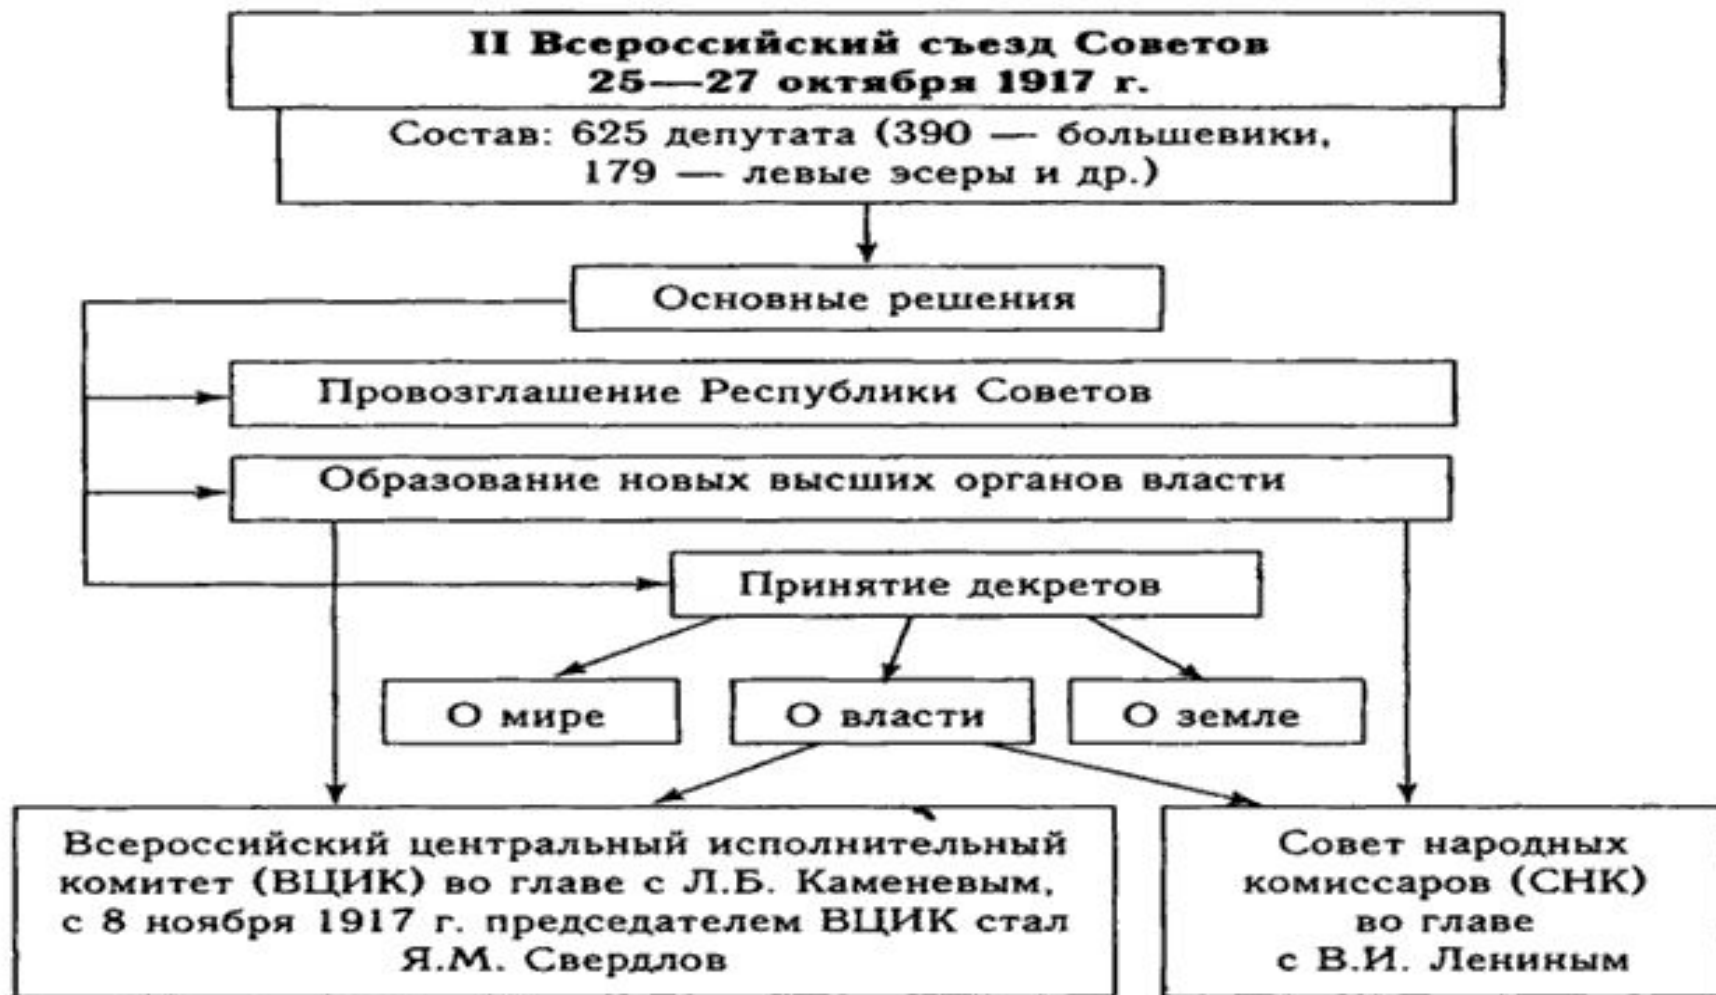 II Всероссийский съезд Советов
25—27 октября 1917 г.
Состав: 625 депутата (390 — большевики,
179 — левые эсеры и др.)
Основные решения
Провозглашение Республики Советов
Образование новых высших органов власти
Принятие декретов
О мире
О власти
О земле
Всероссийский центральный исполнительный
комитет (ВЦИК) во главе с Л.Б. Каменевым,
с 8 ноября 1917 г. председателем ВЦИК стал
Я.М. Свердлов
Совет народных
комиссаров (СНК)
во главе
с В.И. Лениным